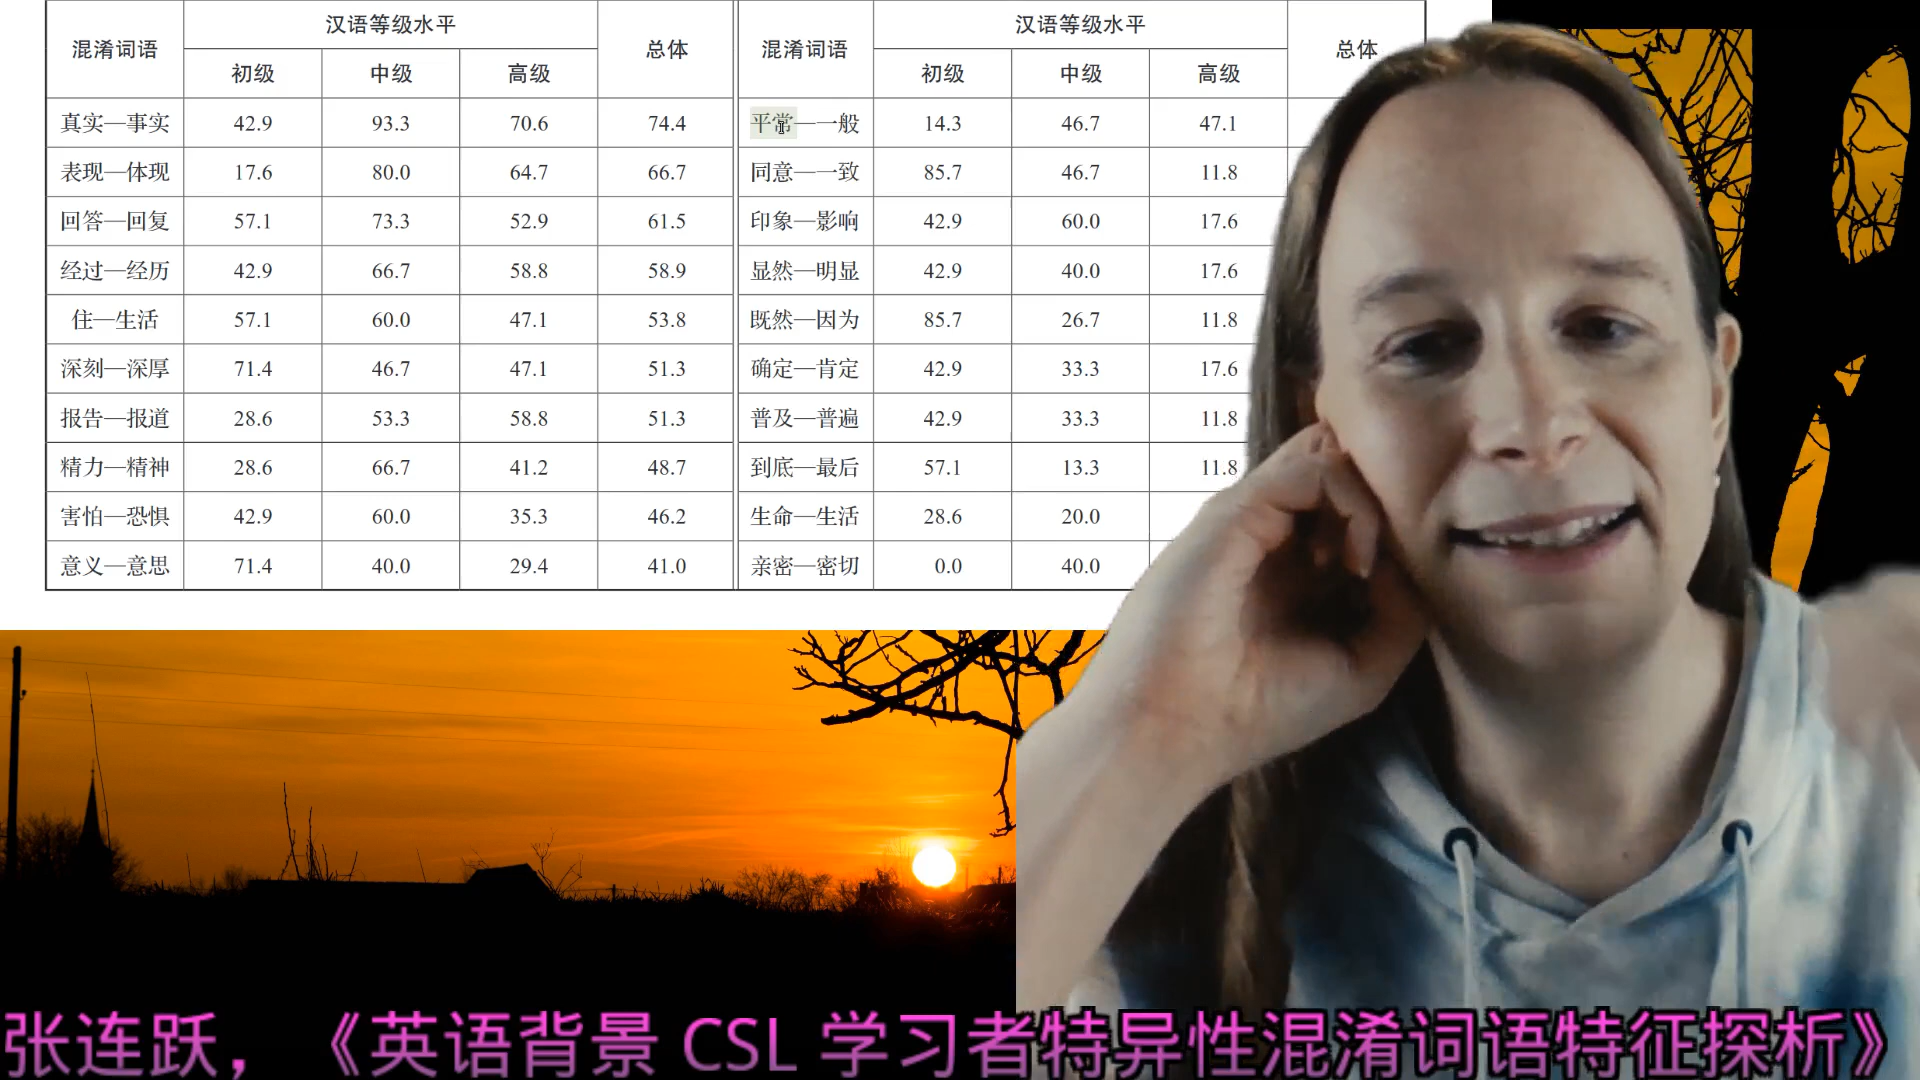 混淆词语 汉语等级水平 总体 混淆词语 汉语等级水平 总体
初级 中级 高级 初级 中级 高级
真实—事实 42.9 93.3 70.6 74.4 平常—一般 14.3 46.7 47.1
表现—体现 17.6 80.0 64.7 66.7 同意—一致 85.7 46.7 11.8
回答—回复 57.1 73.3 52.9 61.5 印象—影响 42.9 60.0 17.6
经过—经历 42.9 66.7 58.8 58.9 显然—明显 42.9 40.0 17.6
住—生活 57.1 60.0 47.1 53.8 既然—因为 85.7 26.7 11.8
深刻—深厚 71.4 46.7 47.1 51.3 确定—肯定 42.9 33.3 17.6
报告—报道 28.6 53.3 58.8 51.3 普及—普遍 42.9 33.3 11.8
精力—精神 28.6 66.7 41.2 48.7 到底—最后 57.1 13.3 11.8
害怕—恐惧 42.9 60.0 35.3 46.2 生命—生活 28.6 20.0
意义—意思 71.4 40.0 29.4 41.0 亲密—密切 0.0 40.0
张连跃，《英语背景 CSL 学习者特异性混淆词语特征探析》